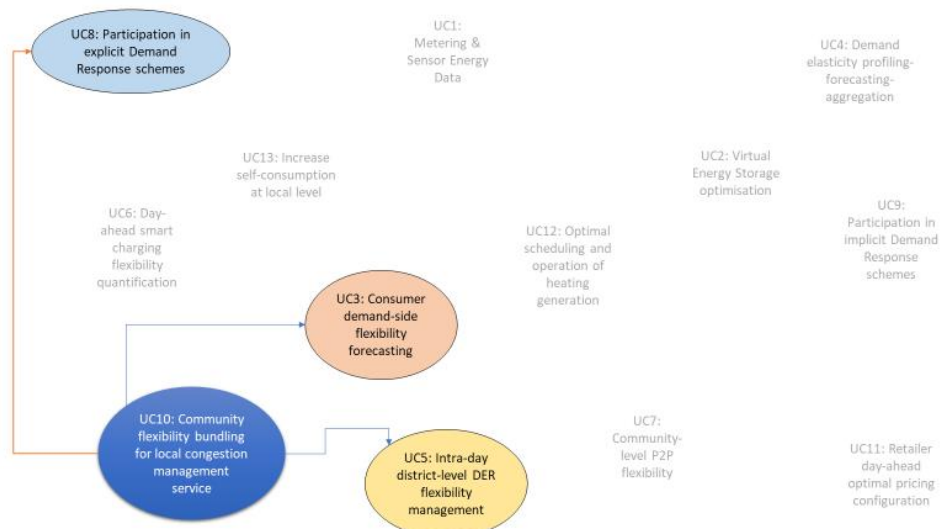 UC8: Participation in
explicit Demand
Response schemes
UC1:
Metering &
Sensor Energy
Data
UC4: Demand
elasticity profiling-
forecasting-
aggregation
UC13: Increase
self-consumption
at local level
UC2: Virtual
Energy Storage
optimisation
UC6: Day-
ahead smart
charging
flexibility
quantification
UC12: Optimal
scheduling and
operation of
heating
generation
UC9:
Participation in
implicit Demand
Response
schemes
UC3: Consumer
demand-side
flexibility
forecasting
UC10: Community
flexibility bundling
for local congestion
management
service
UC5: Intra-day
district-level DER
flexibility
management
UC7:
Community-
level P2P
flexibility
UC11: Retailer
day-ahead
optimal pricing
configuration